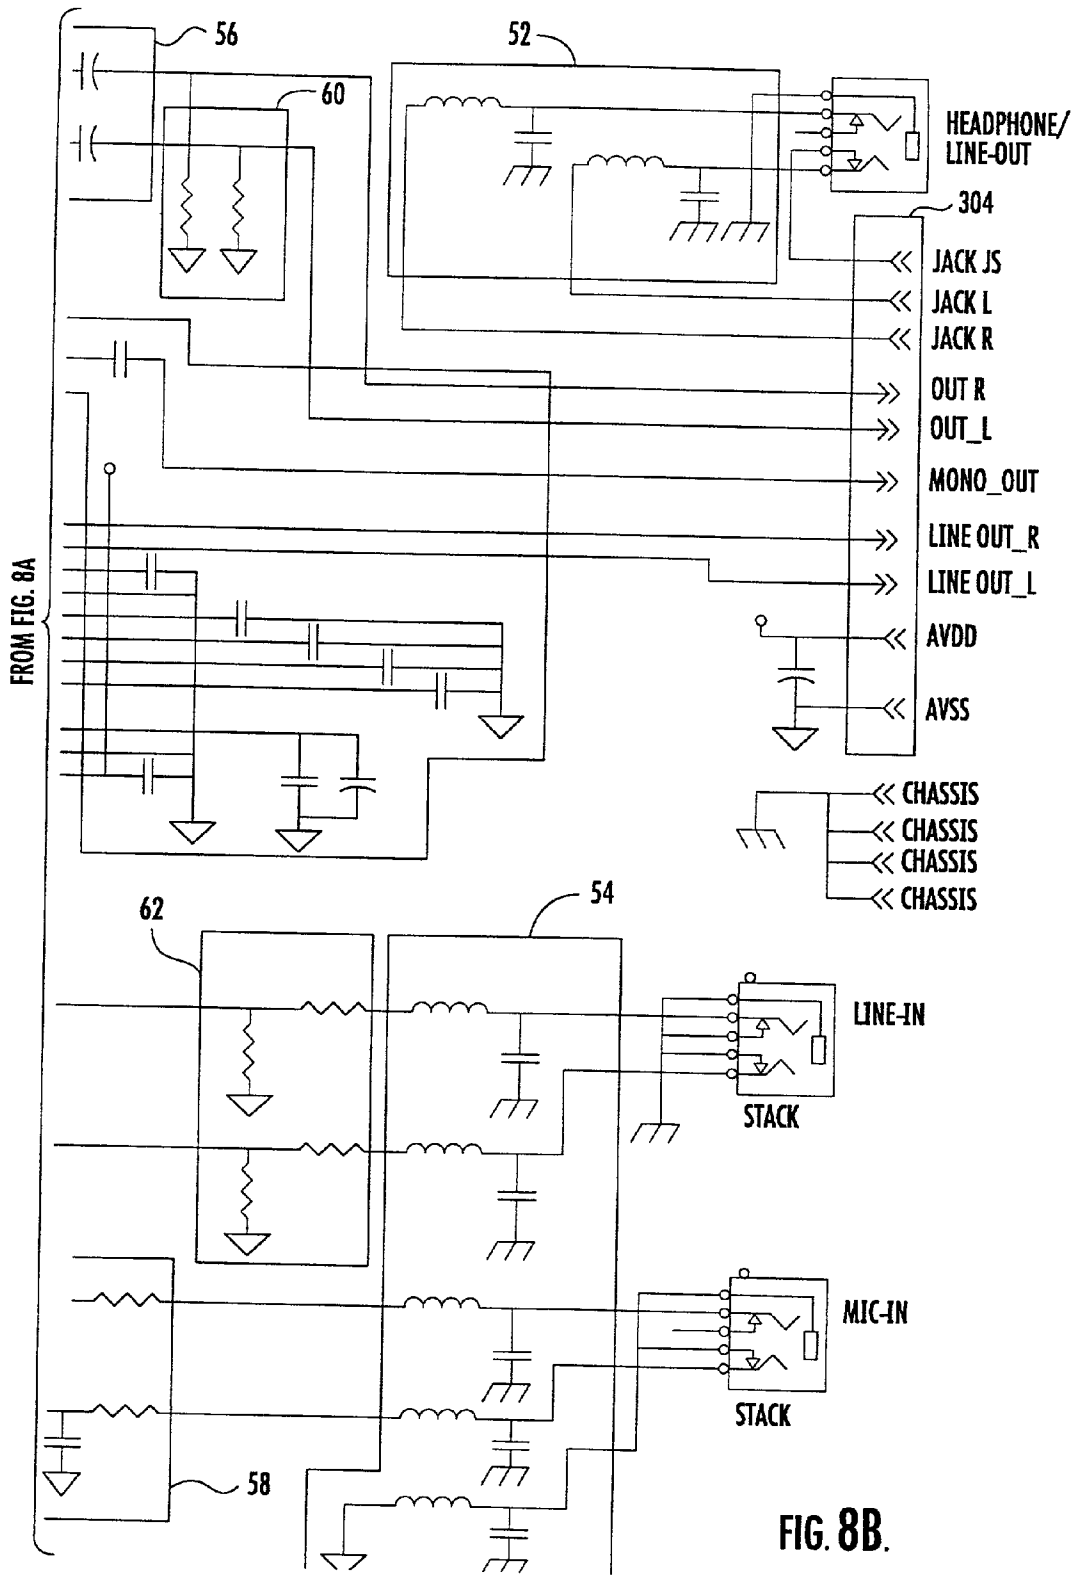 56
52
60
HEADPHONE/
LINE-OUT
304
JACK JS
JACK L
JACK R
OUT R
OUT_L
MONO_OUT
LINE OUT_R
LINE OUT_L
FROM FIG. 8A
AVDD
AVSS
CHASSIS
CHASSIS
CHASSIS
CHASSIS
62
54
LINE-IN
STACK
MIC-IN
STACK
58
FIG. 8B.